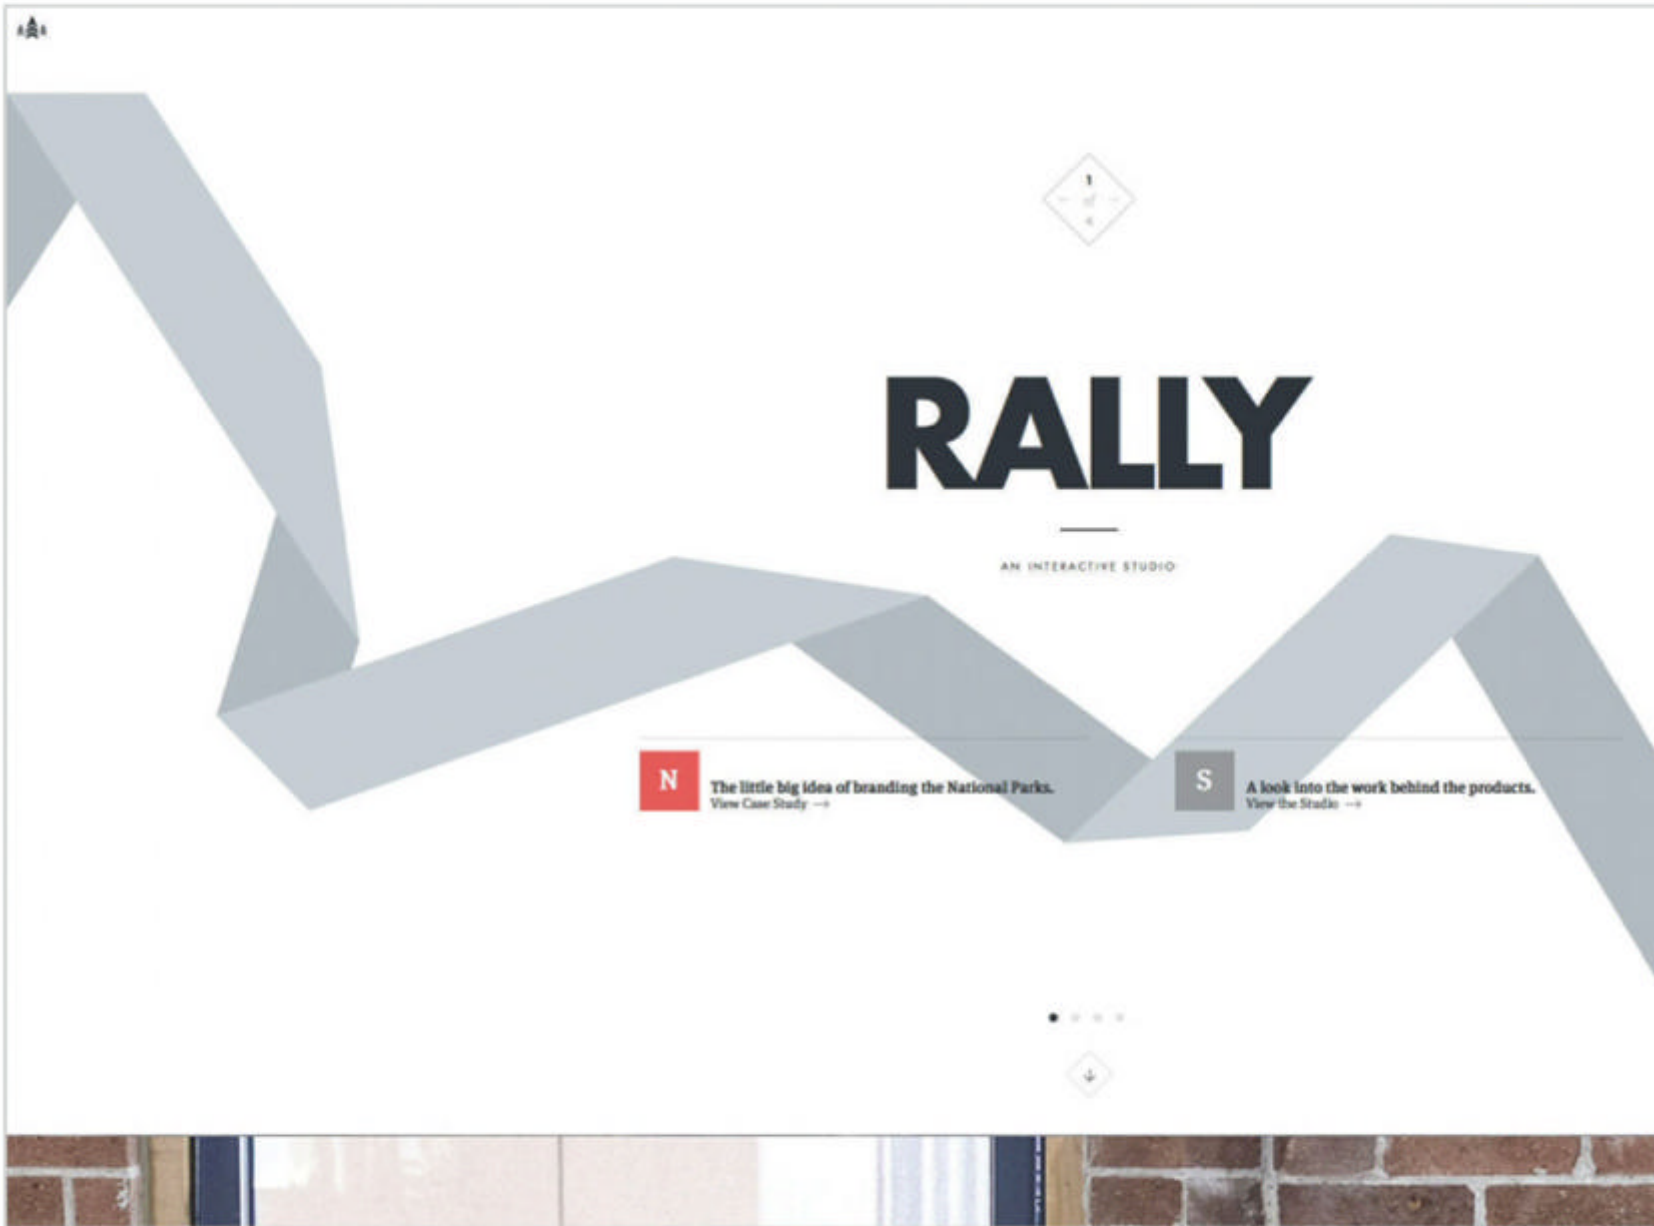 1
of
4
RALLY
AN INTERACTIVE STUDIO
N
The little big idea of branding the National Parks.
View Case Study →
S
A look into the work behind the products.
View the Studio →